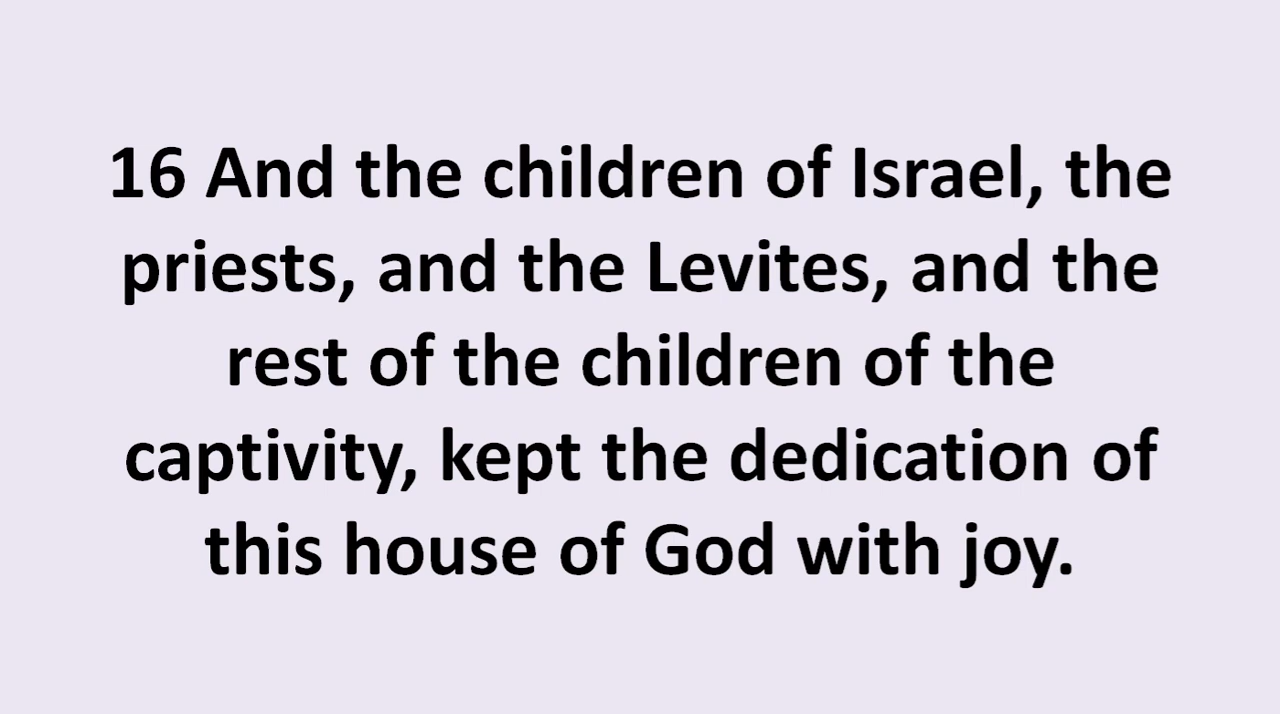 16 And the children of Israel, the
priests, and the Levites, and the
rest of the children of the
captivity, kept the dedication of
this house of God with joy.